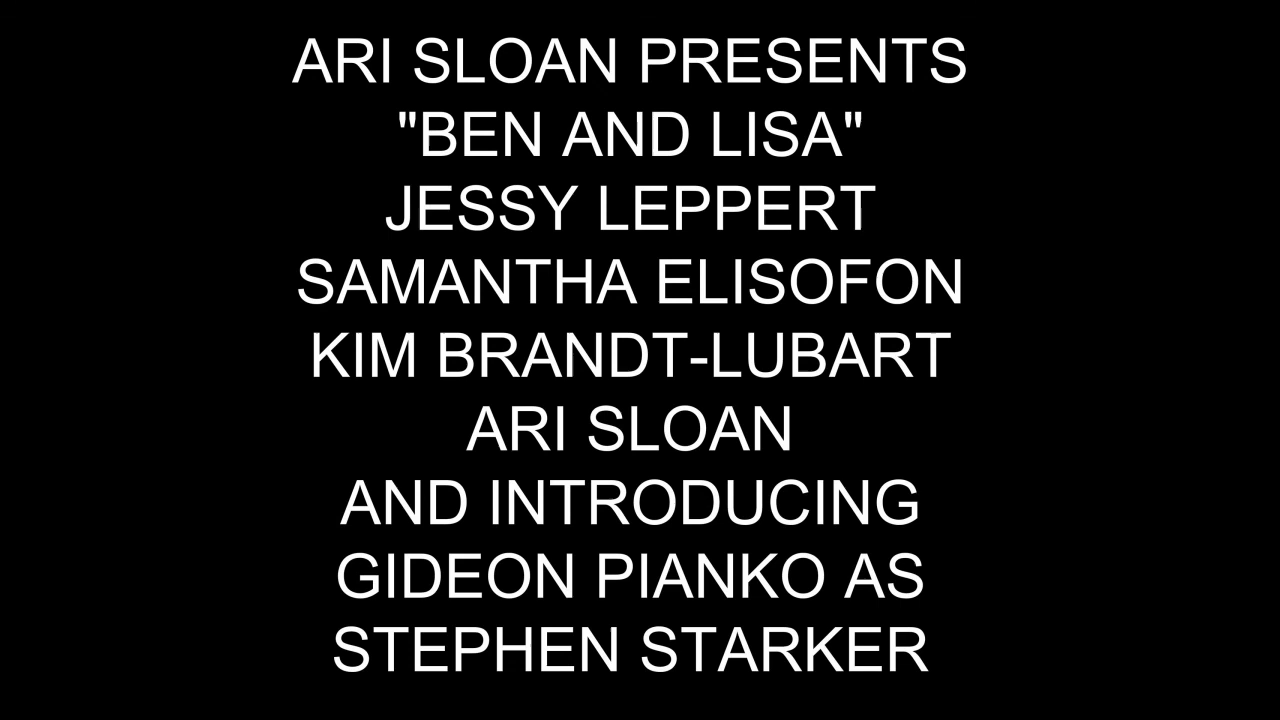 ARI SLOAN PRESENTS
"BEN AND LISA"
JESSY LEPPERT
SAMANTHA ELISOFON
KIM BRANDT-LUBART
ARI SLOAN
AND INTRODUCING
GIDEON PIANKO AS
STEPHEN STARKER